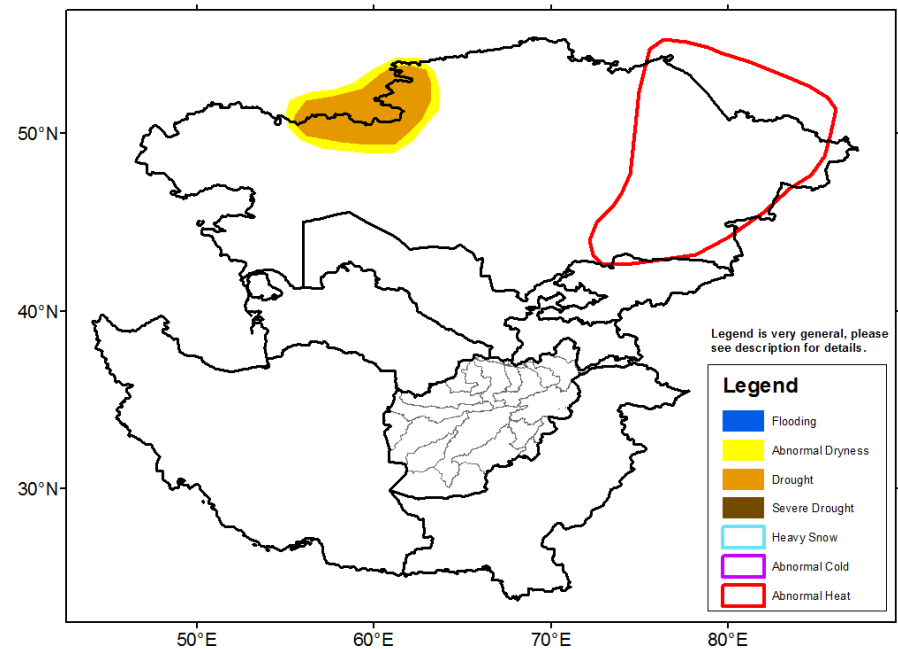 50°N
40°N
30°N
50°E
60°E
70°E
80°E
Legend is very general, please
see description for details.
Legend
Flooding
Abnormal Dryness
Drought
Severe Drought
Heavy Snow
Abnormal Cold
Abnormal Heat